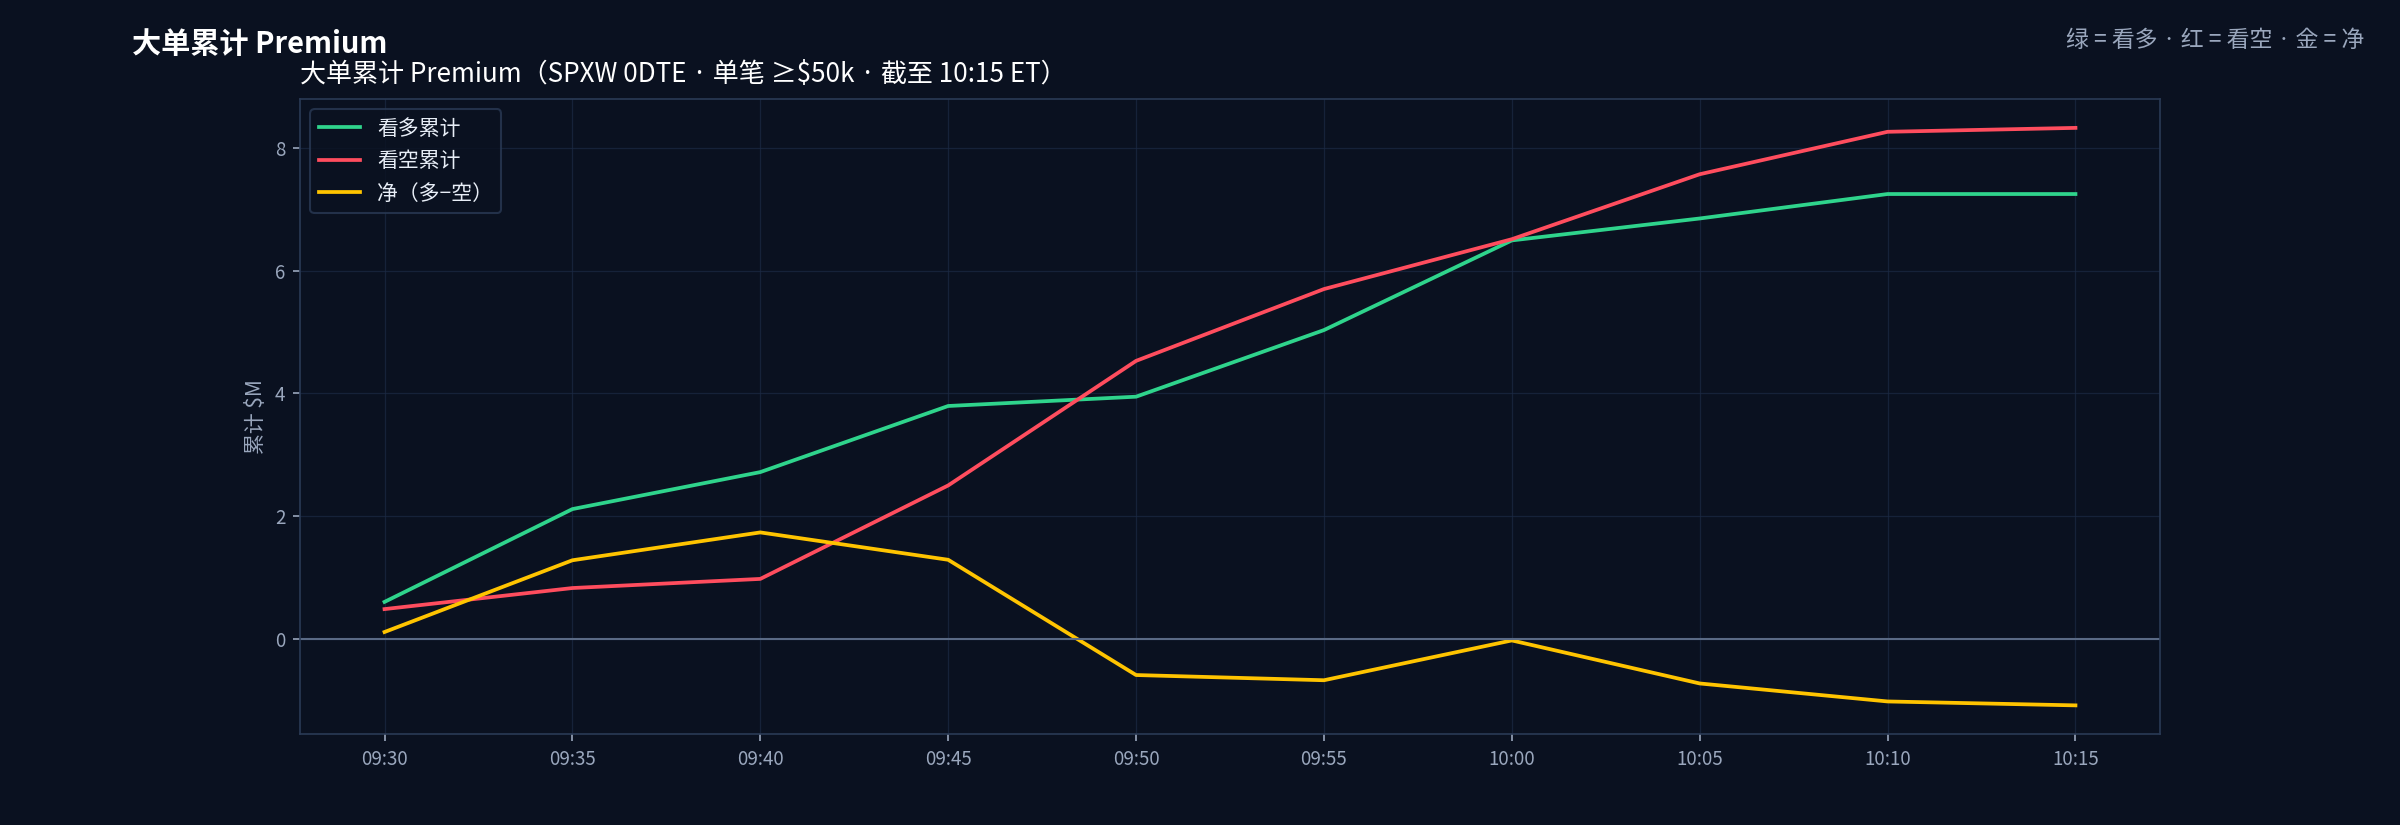 大单累计 Premium
绿 = 看多 · 红 = 看空 · 金 = 净
大单累计 Premium（SPXW 0DTE · 单笔 ≥$50k · 截至 10:15 ET）
看多累计
看空累计
净（多−空）
累计 $M
8
6
4
2
0
09:30 09:35 09:40 09:45 09:50 09:55 10:00 10:05 10:10 10:15